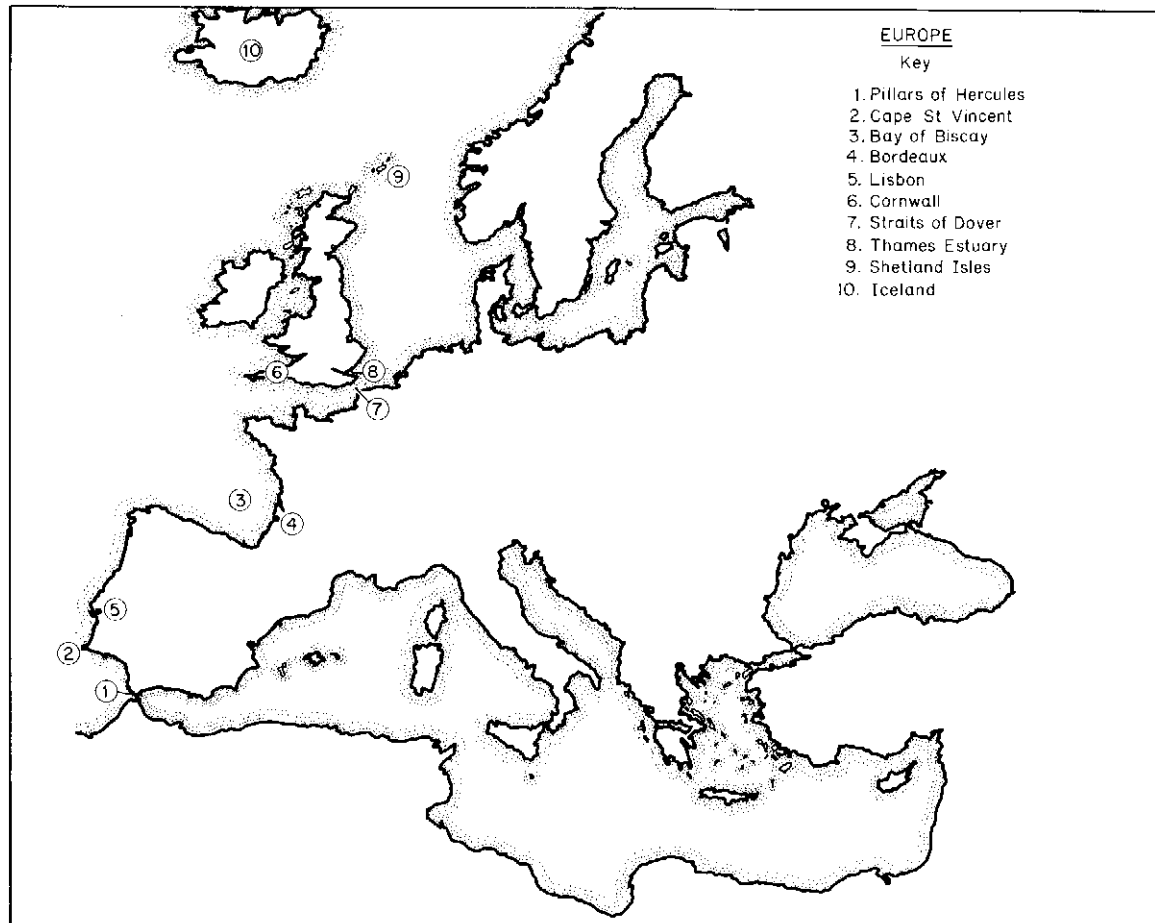 EUROPE
Key
1. Pillars of Hercules
2. Cape St Vincent
3. Bay of Biscay
4. Bordeaux
5. Lisbon
6. Cornwall
7. Straits of Dover
8. Thames Estuary
9. Shetland Isles
10. Iceland
10
9
6
8
7
3
4
5
2
1